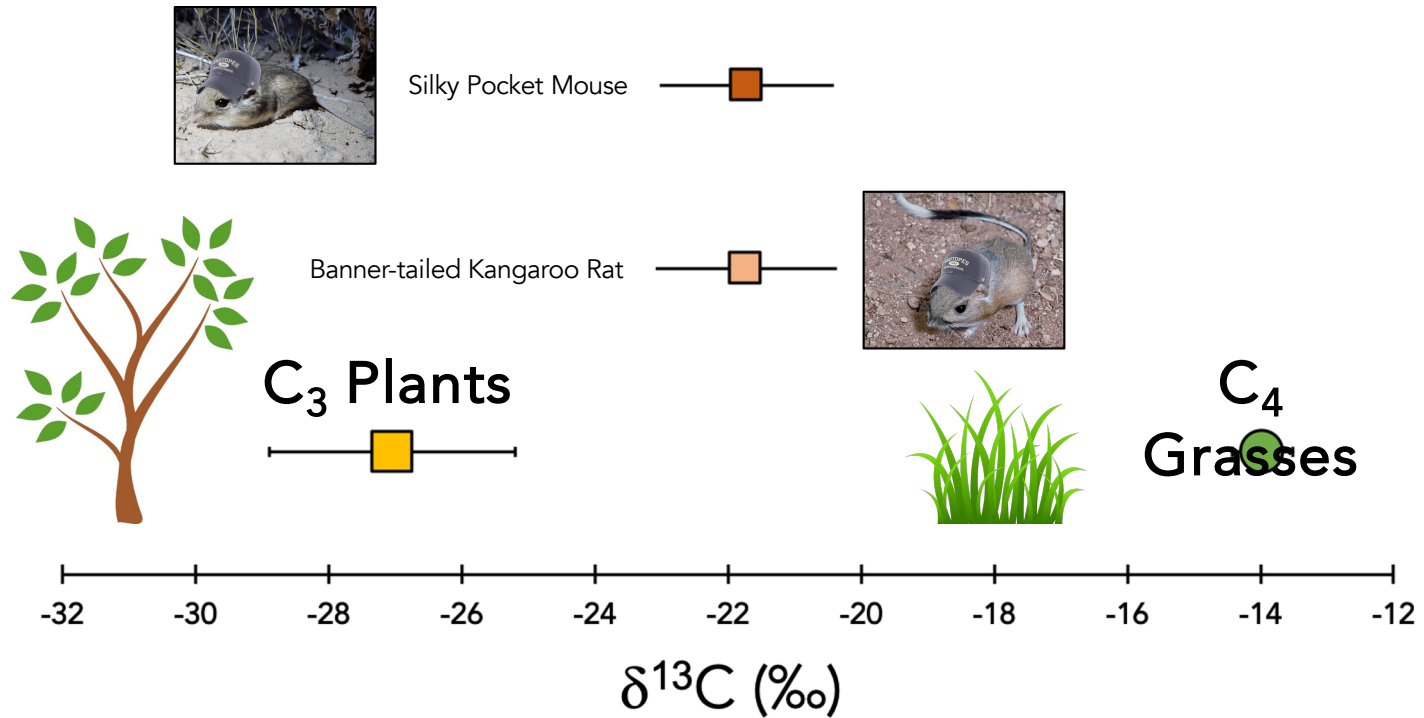 Silky Pocket Mouse
Banner-tailed Kangaroo Rat
C₃ Plants
C₄
Grasses
-32 -30 -28 -26 -24 -22 -20 -18 -16 -14 -12
δ¹³C (‰)